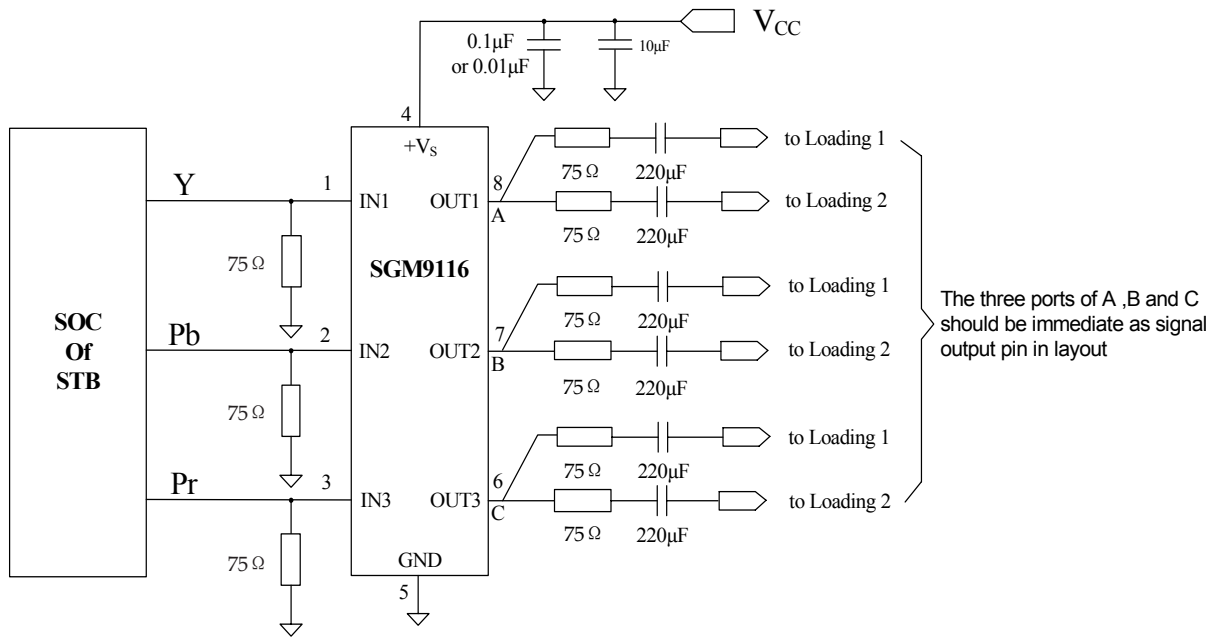 VCC
0.1µF
or 0.01µF
10µF
4
+VS
SOC
Of
STB
Y
1
IN1
75Ω
Pb
2
IN2
75Ω
Pr
3
IN3
75Ω
SGM9116
GND
5
OUT1
8
A
75Ω
220µF
to Loading 1
75Ω
220µF
to Loading 2
OUT2
7
B
75Ω
220µF
to Loading 1
75Ω
220µF
to Loading 2
OUT3
6
C
75Ω
220µF
to Loading 1
75Ω
220µF
to Loading 2
The three ports of A ,B and C
should be immediate as signal
output pin in layout